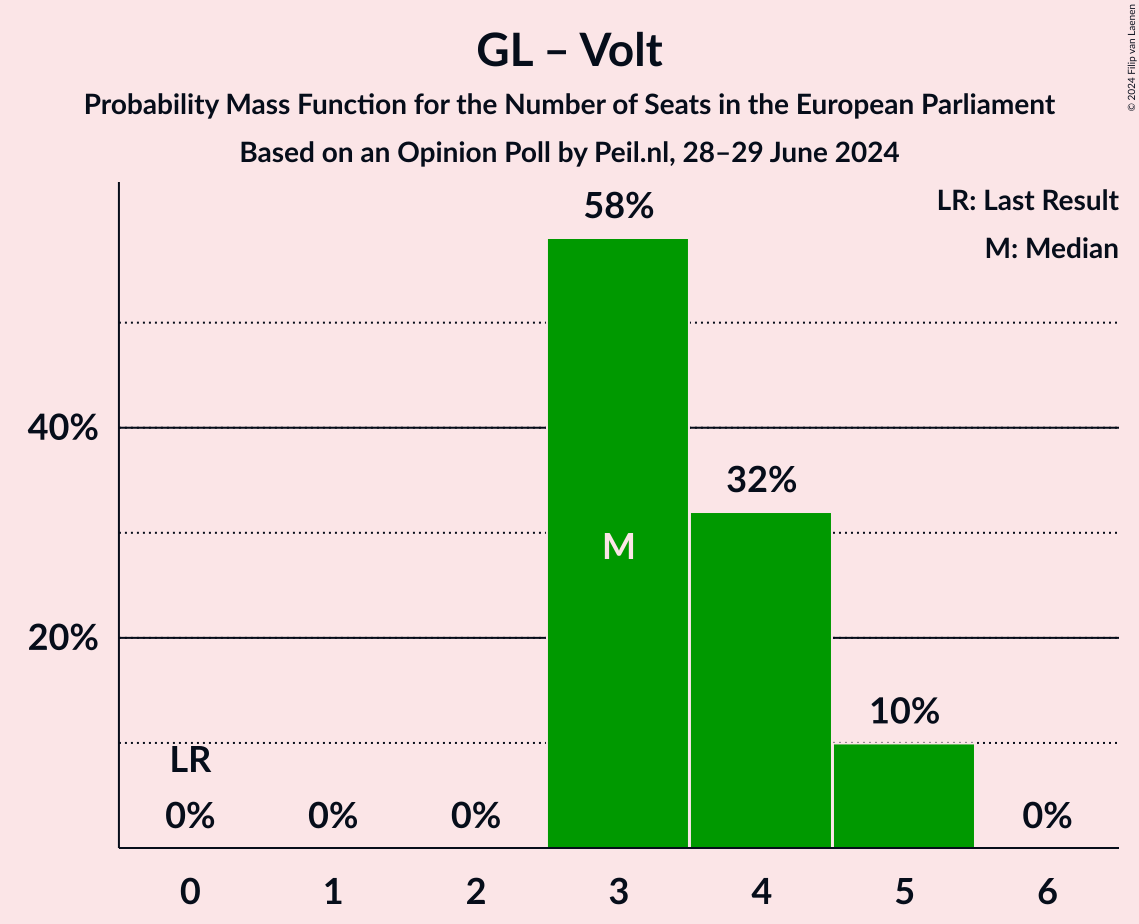 GL – Volt
Probability Mass Function for the Number of Seats in the European Parliament
Based on an Opinion Poll by Peil.nl, 28–29 June 2024
© 2024 Filip van Laenen
LR: Last Result
M: Median
58%
40%
32%
M
20%
10%
LR
0% 0% 0% 0%
0 1 2 3 4 5 6